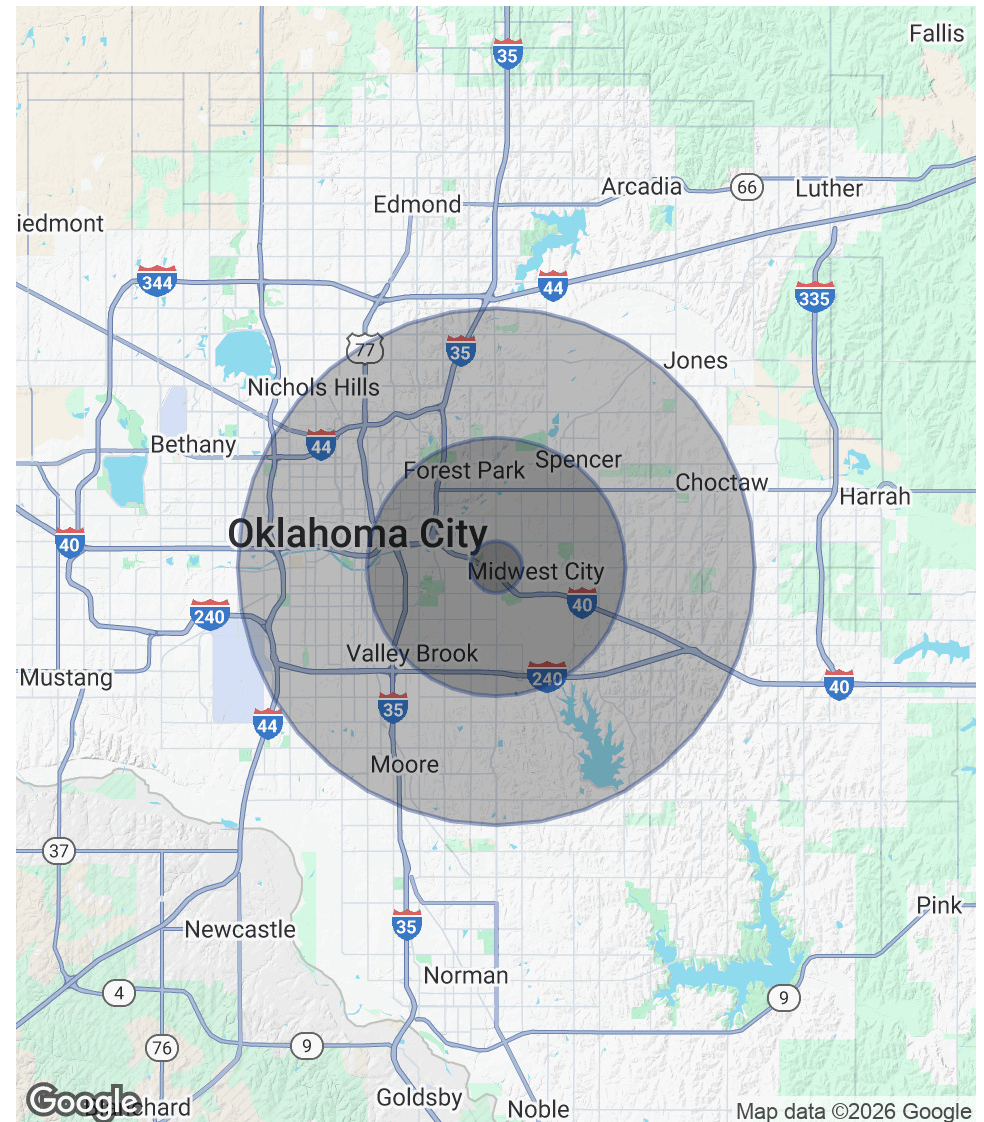 Fallis
35
Arcadia
66
Luther
Edmond
iedmont
344
44
335
77
35
Jones
Nichols Hills
Bethany
44
Forest Park
Spencer
Choctaw
Harrah
Oklahoma City
40
Midwest City
40
240
Valley Brook
Mustang
240
40
35
44
Moore
37
Pink
Newcastle
35
Norman
4
9
76
9
Goldsby
Noble
Google
Blanchard
Map data ©2026 Google